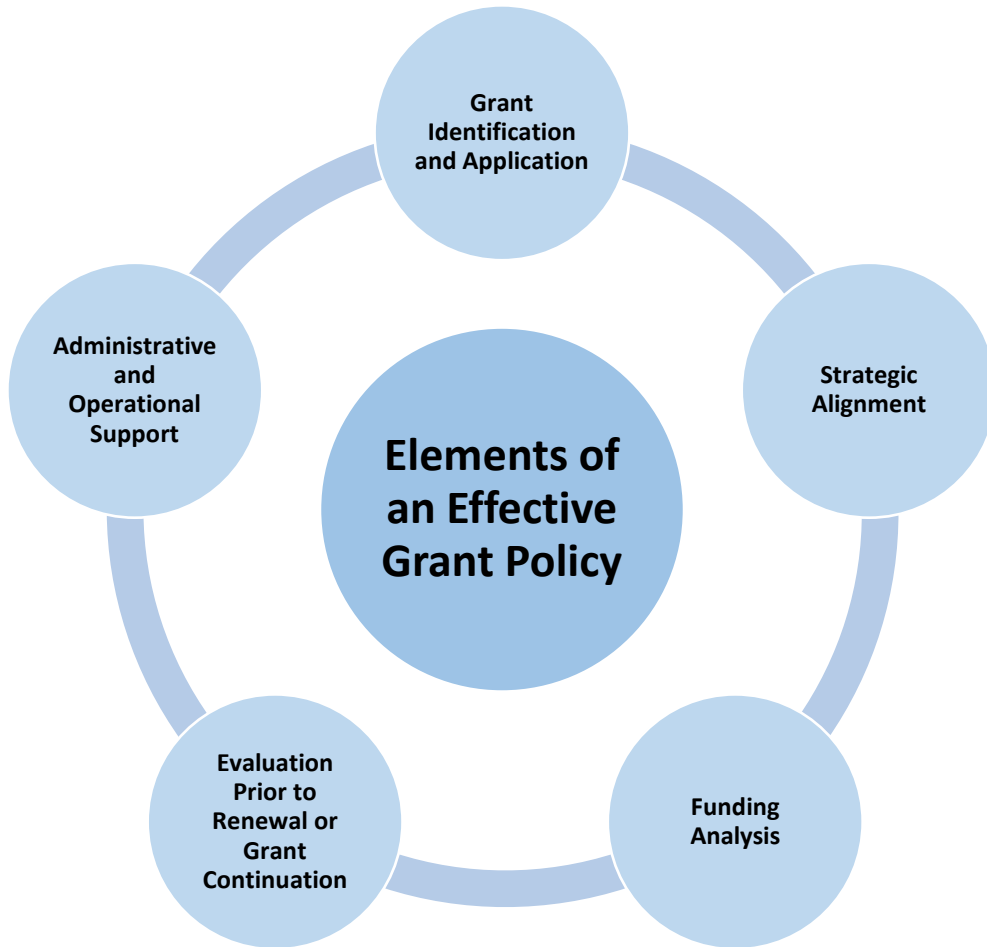 Grant
Identification
and Application
Strategic
Alignment
Funding
Analysis
Evaluation
Prior to
Renewal or
Grant
Continuation
Administrative
and
Operational
Support
Elements of
an Effective
Grant Policy